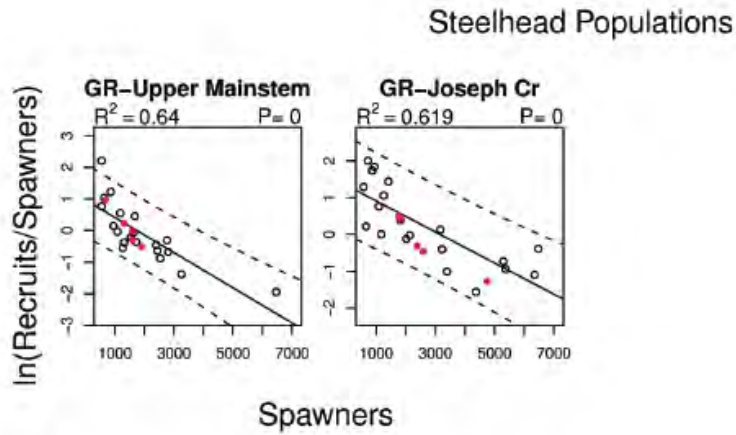 Steelhead Populations
GR−Upper Mainstem
R² = 0.64 P= 0
GR−Joseph Cr
R² = 0.619 P= 0
ln(Recruits/Spawners)
3
2
1
0
-1
-2
-3
1000 3000 5000 7000
2
1
0
-1
-2
1000 3000 5000 7000
Spawners